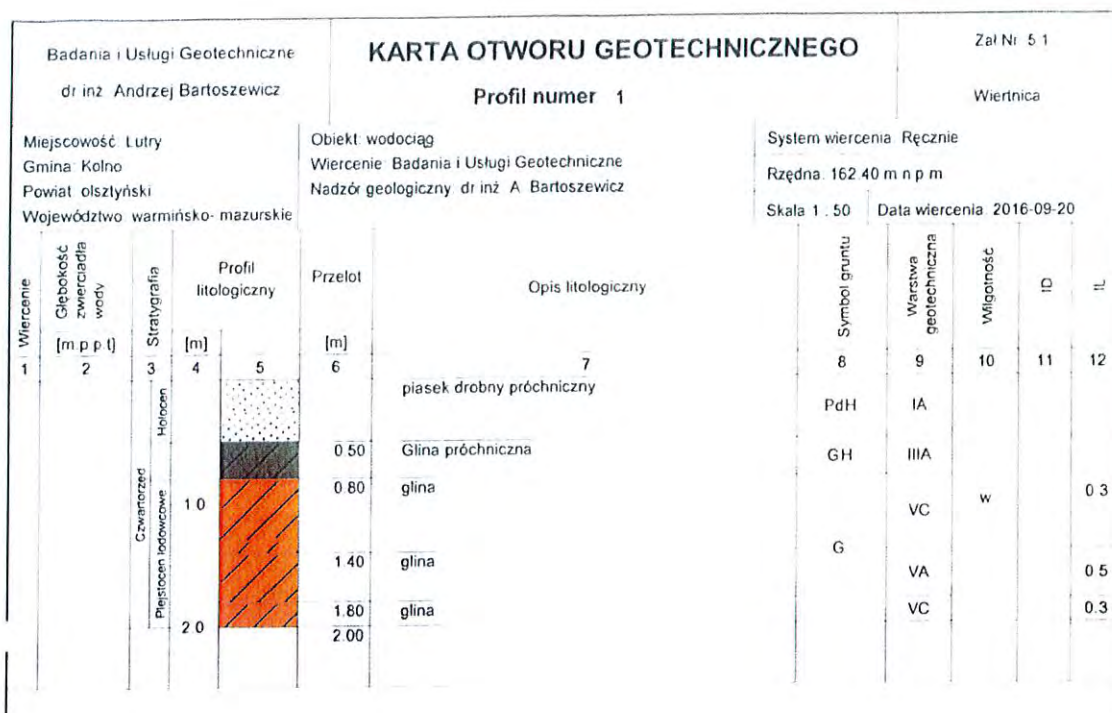 Badania i Usługi Geotechniczne
dr inż Andrzej Bartoszewicz
KARTA OTWORU GEOTECHNICZNEGO
Profil numer 1
Zał Nr 5 1
Wiertnica
Miejscowość Lutry
Gmina: Kolno
Powiat olsztyński
Województwo warmińsko- mazurskie
Obiekt: wodociąg
Wiercenie Badania i Usługi Geotechniczne
Nadzór geologiczny dr inż A Bartoszewicz
System wiercenia Ręcznie
Rzędna. 162 40 m n p m
Skala 1 . 50
Data wiercenia 2016-09-20
Wiercenie
Głębokość zwierciadła wody
[m p p t]
Stratygrafia
Profil litologiczny
[m]
Przelot
[m]
Opis litologiczny
Symbol gruntu
Warstwa geotechniczna
Wilgotność
ID
IL
1 2 3 4 5 6 7 8 9 10 11 12
Czwartorzęd
Holocen
Plejstocen lodowcowe
piasek drobny próchniczny
PdH IA
0 50 Glina próchniczna
GH IIIA
0 80 glina
1 0
VC w 0 3
G
1 40 glina
VA 0 5
1.80 glina
VC 0.3
2 0
2.00